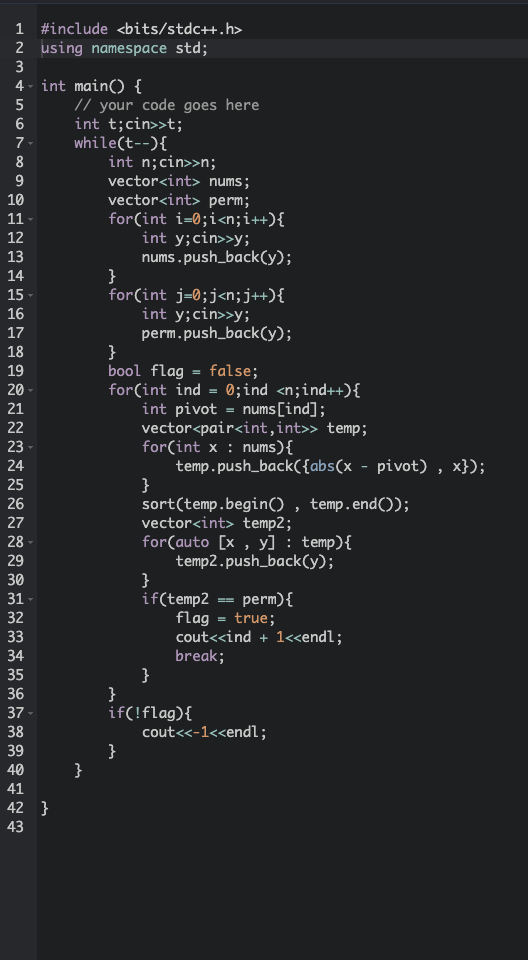 1 #include <bits/stdc++.h>
2 using namespace std;
3
4 int main() {
5     // your code goes here
6     int t;cin>>t;
7     while(t--){
8         int n;cin>>n;
9         vector<int> nums;
10         vector<int> perm;
11         for(int i=0;i<n;i++){
12             int y;cin>>y;
13             nums.push_back(y);
14         }
15         for(int j=0;j<n;j++){
16             int y;cin>>y;
17             perm.push_back(y);
18         }
19         bool flag = false;
20         for(int ind = 0;ind <n;ind++){
21             int pivot = nums[ind];
22             vector<pair<int,int>> temp;
23             for(int x : nums){
24                 temp.push_back({abs(x - pivot) , x});
25             }
26             sort(temp.begin() , temp.end());
27             vector<int> temp2;
28             for(auto [x , y] : temp){
29                 temp2.push_back(y);
30             }
31             if(temp2 == perm){
32                 flag = true;
33                 cout<<ind + 1<<endl;
34                 break;
35             }
36         }
37         if(!flag){
38             cout<<-1<<endl;
39         }
40     }
41
42 }
43